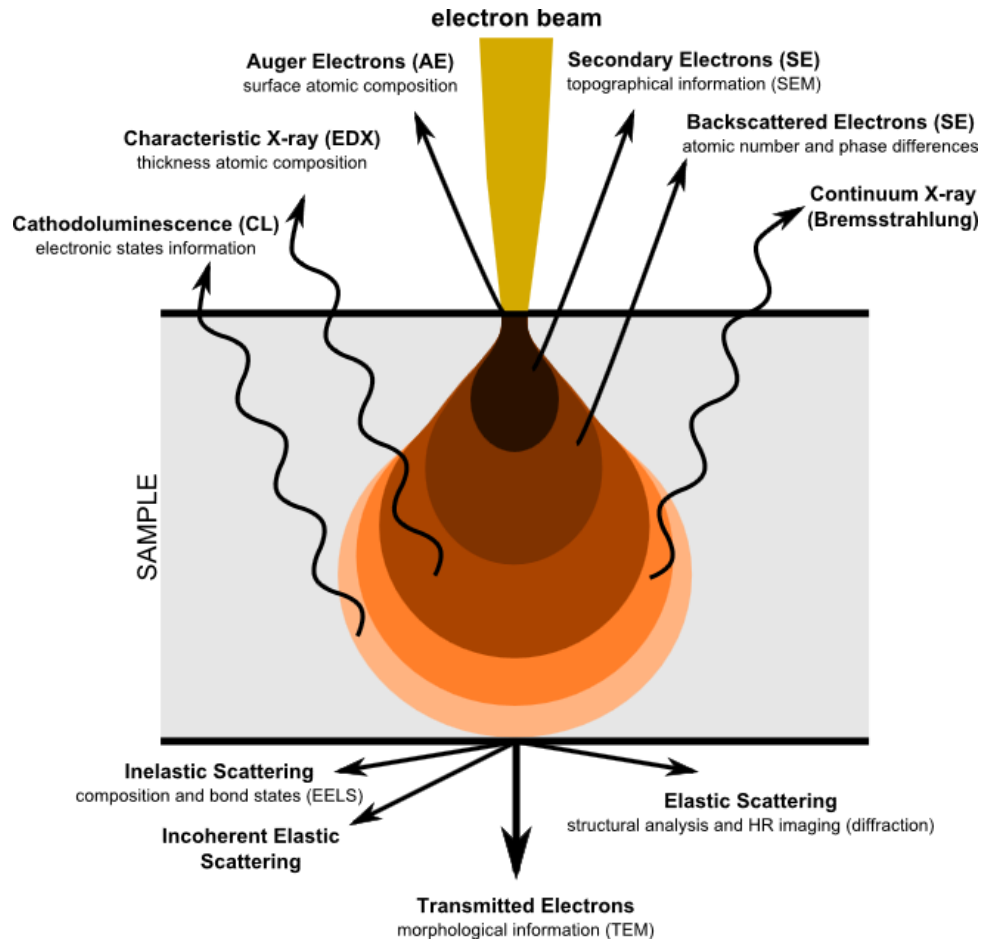 electron beam
Auger Electrons (AE)
surface atomic composition
Secondary Electrons (SE)
topographical information (SEM)
Characteristic X-ray (EDX)
thickness atomic composition
Backscattered Electrons (SE)
atomic number and phase differences
Cathodoluminescence (CL)
electronic states information
Continuum X-ray
(Bremsstrahlung)
SAMPLE
Inelastic Scattering
composition and bond states (EELS)
Incoherent Elastic
Scattering
Elastic Scattering
structural analysis and HR imaging (diffraction)
Transmitted Electrons
morphological information (TEM)